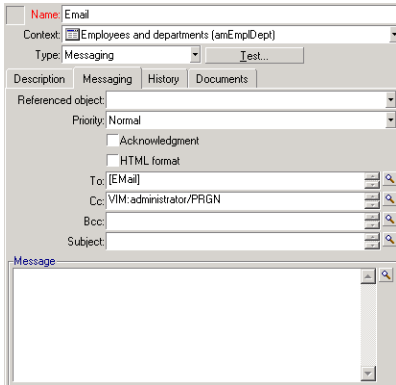 Name: Email
Context: Employees and departments (amEmplDept)
Type: Messaging Test...
Description Messaging History Documents
Referenced object:
Priority: Normal
Acknowledgment
HTML format
To: [EMail]
Cc: VIM:administrator/PRGN
Bcc:
Subject:
Message